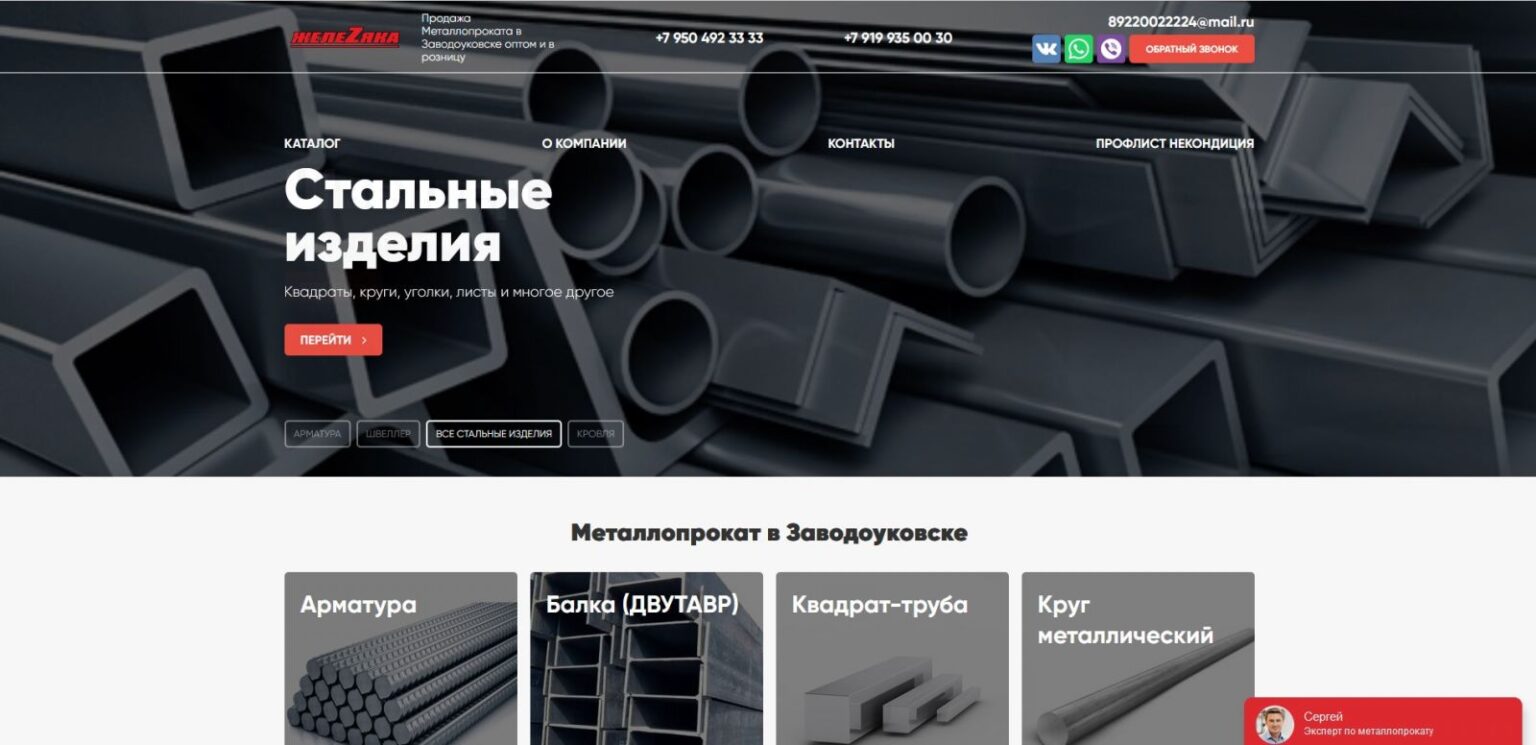 желеZяка
Продажа
Металлопроката в
Заводоуковске оптом и в
розницу
+7 950 492 33 33
+7 919 935 00 30
89220022224@mail.ru
ОБРАТНЫЙ ЗВОНОК
КАТАЛОГ
О КОМПАНИИ
КОНТАКТЫ
ПРОФЛИСТ НЕКОНДИЦИЯ
Стальные
изделия
Квадраты, круги, уголки, листы и многое другое
ПЕРЕЙТИ
АРМАТУРА
ШВЕЛЛЕР
ВСЕ СТАЛЬНЫЕ ИЗДЕЛИЯ
КРОВЛЯ
Металлопрокат в Заводоуковске
Арматура
Балка (ДВУТАВР)
Квадрат-труба
Круг
металлический
Сергей
Эксперт по металлопрокату